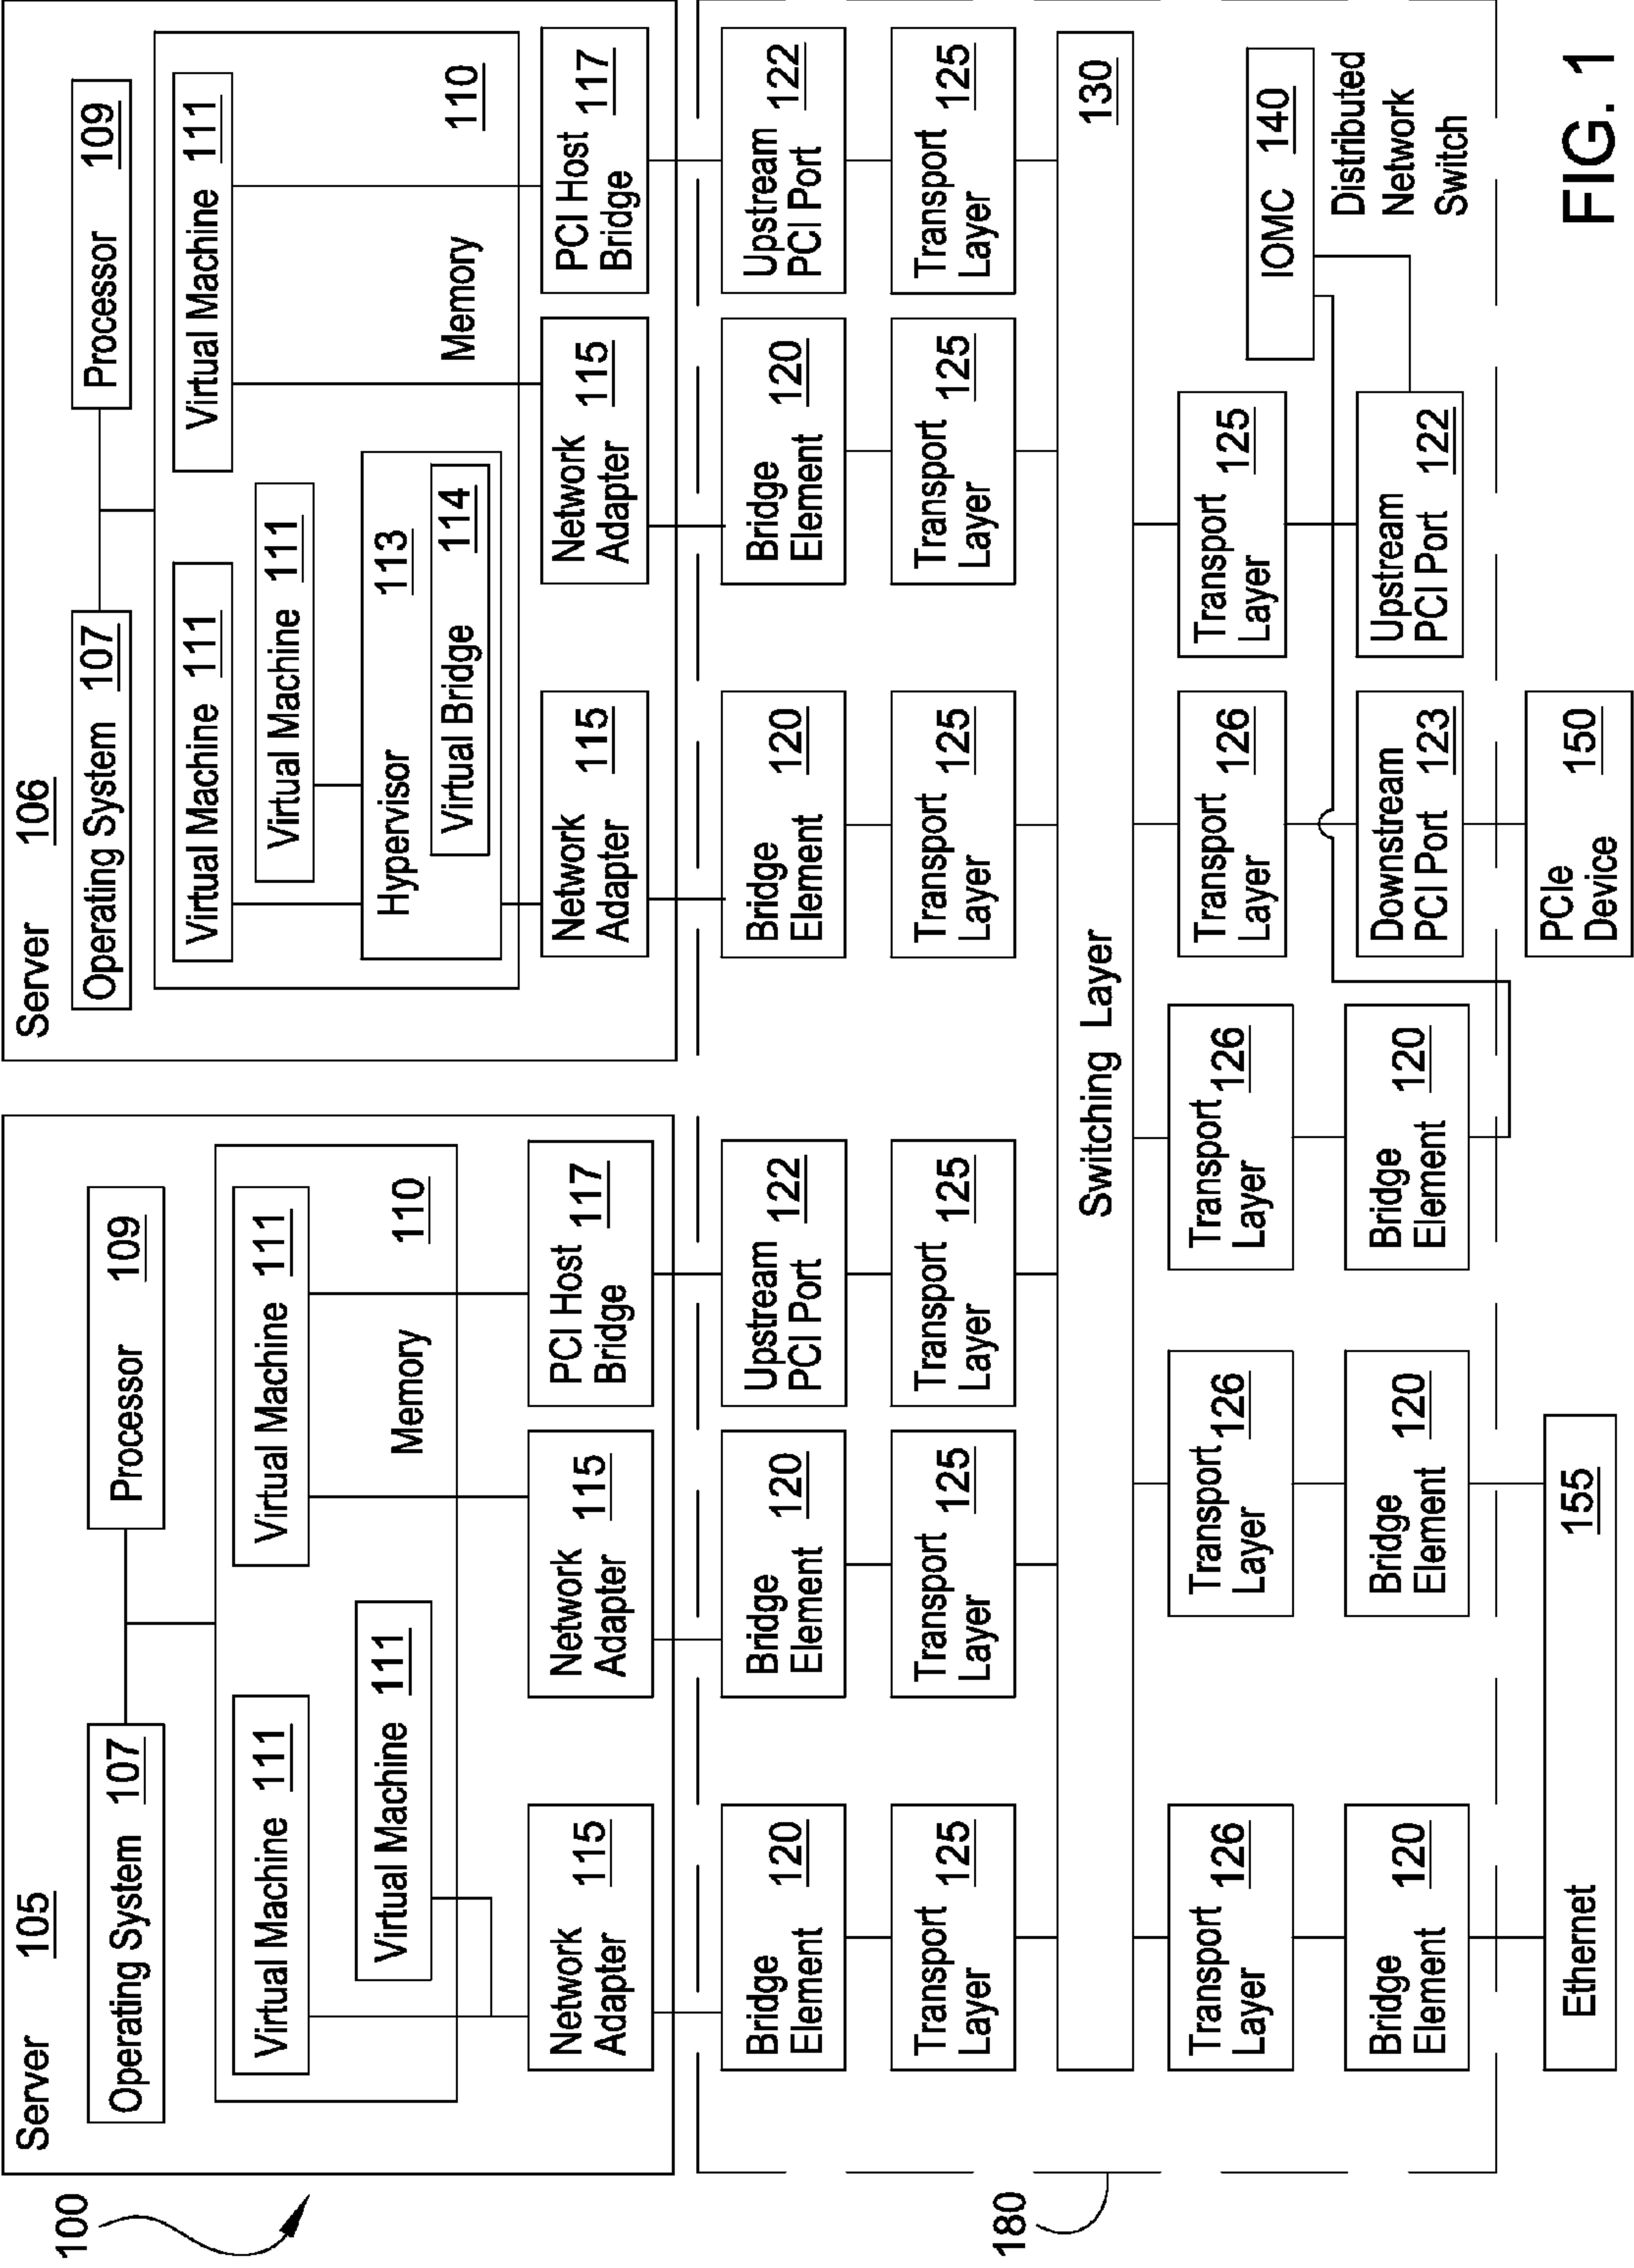 100
Server 105
Operating System 107
Processor 109
Virtual Machine 111
Virtual Machine 111
Virtual Machine 111
Memory 110
Network
Adapter 115
Network
Adapter 115
PCI Host
Bridge 117
Server 106
Operating System 107
Processor 109
Virtual Machine 111
Virtual Machine 111
Virtual Machine 111
Hypervisor 113
Virtual Bridge 114
Memory 110
Network
Adapter 115
Network
Adapter 115
PCI Host
Bridge 117
180
Bridge
Element 120
Bridge
Element 120
Upstream
PCI Port 122
Bridge
Element 120
Bridge
Element 120
Upstream
PCI Port 122
Transport
Layer 125
Transport
Layer 125
Transport
Layer 125
Transport
Layer 125
Transport
Layer 125
Transport
Layer 125
Switching Layer 130
Transport
Layer 126
Transport
Layer 126
Transport
Layer 126
Transport
Layer 126
Transport
Layer 125
IOMC 140
Bridge
Element 120
Bridge
Element 120
Bridge
Element 120
Downstream
PCI Port 123
Upstream
PCI Port 122
Distributed
Network
Switch
Ethernet 155
PCIe
Device 150
FIG. 1